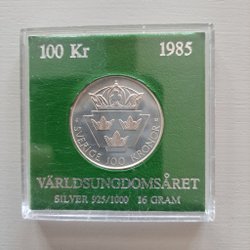 100 Kr 1985
SVERIGE 100 KRONOR
VÄRLDSUNGDOMSÅRET
SILVER 925/1000 16 GRAM